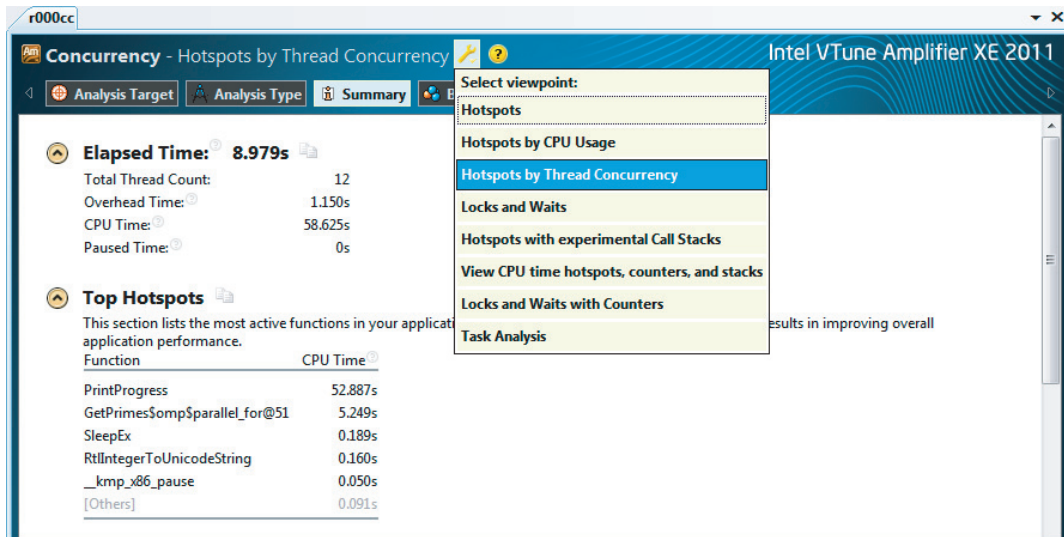 r000cc
Concurrency - Hotspots by Thread Concurrency
Intel VTune Amplifier XE 2011
Analysis Target
Analysis Type
Summary
Select viewpoint:
Hotspots
Hotspots by CPU Usage
Hotspots by Thread Concurrency
Locks and Waits
Hotspots with experimental Call Stacks
View CPU time hotspots, counters, and stacks
Locks and Waits with Counters
Task Analysis
Elapsed Time: 8.979s
Total Thread Count: 12
Overhead Time: 1.150s
CPU Time: 58.625s
Paused Time: 0s
Top Hotspots
This section lists the most active functions in your applicati esults in improving overall
application performance.
Function CPU Time
PrintProgress 52.887s
GetPrimes$omp$parallel_for@51 5.249s
SleepEx 0.189s
RtlIntegerToUnicodeString 0.160s
__kmp_x86_pause 0.050s
[Others] 0.091s